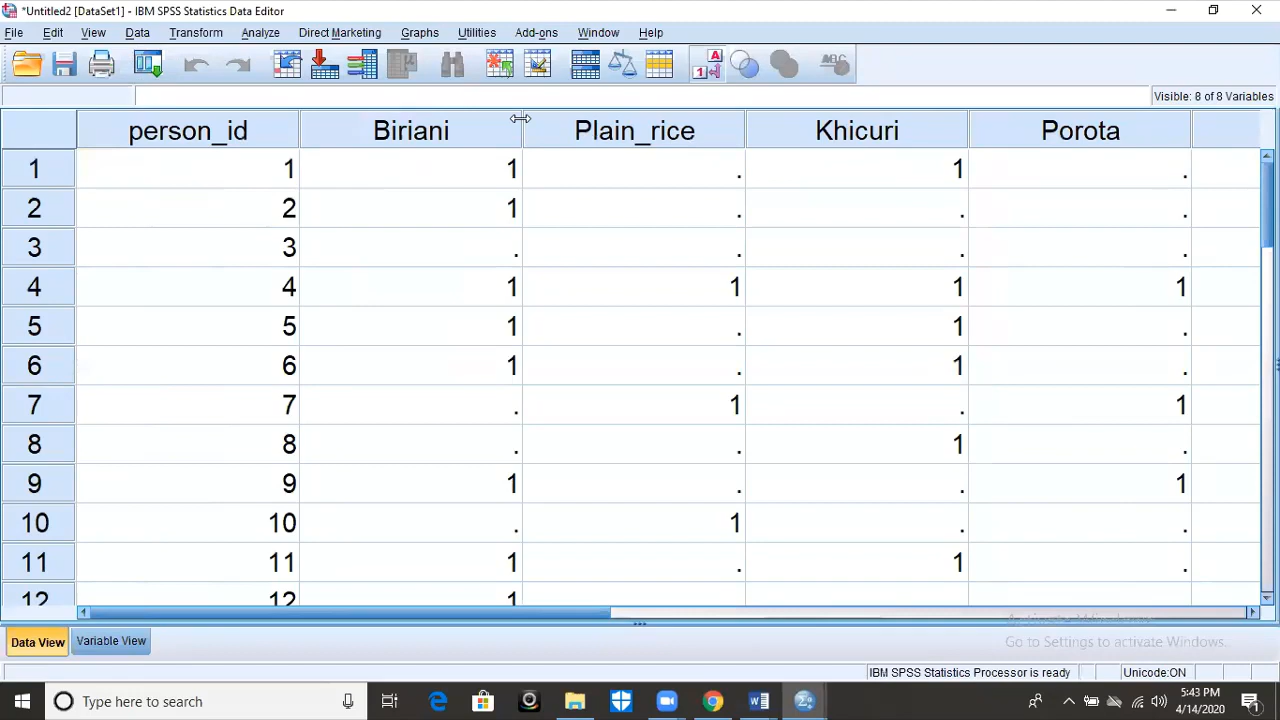 *Untitled2 [DataSet1] - IBM SPSS Statistics Data Editor
File Edit View Data Transform Analyze Direct Marketing Graphs Utilities Add-ons Window Help
Visible: 8 of 8 Variables
person_id Biriani Plain_rice Khicuri Porota
1 1 1 . 1 .
2 2 1 . . .
3 3 . . . .
4 4 1 1 1 1
5 5 1 . 1 .
6 6 1 . 1 .
7 7 . 1 . 1
8 8 . . 1 .
9 9 1 . . 1
10 10 . 1 . .
11 11 1 . 1 .
12 12 1
Activate Windows
Go to Settings to activate Windows.
Data View Variable View
IBM SPSS Statistics Processor is ready Unicode:ON
Type here to search
5:43 PM
4/14/2020